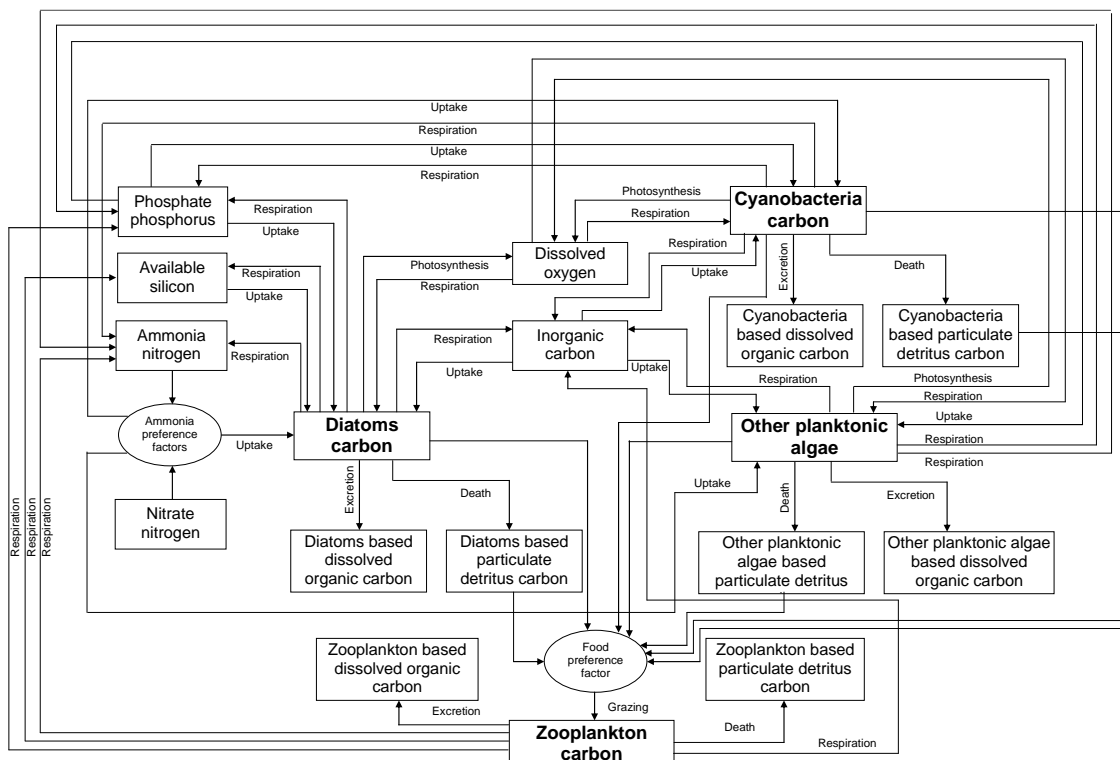 Uptake
Respiration
Uptake
Respiration
Phosphate
phosphorus
Respiration
Uptake
Photosynthesis
Respiration
Cyanobacteria
carbon
Available
silicon
Respiration
Uptake
Photosynthesis
Respiration
Dissolved
oxygen
Respiration
Uptake
Excretion
Death
Ammonia
nitrogen
Respiration
Respiration
Uptake
Inorganic
carbon
Uptake
Cyanobacteria
based dissolved
organic carbon
Cyanobacteria
based particulate
detritus carbon
Respiration
Photosynthesis
Respiration
Uptake
Respiration
Respiration
Ammonia
preference
factors
Uptake
Diatoms
carbon
Other planktonic
algae
Nitrate
nitrogen
Excretion
Death
Uptake
Death
Excretion
Respiration
Respiration
Respiration
Diatoms based
dissolved
organic carbon
Diatoms based
particulate
detritus carbon
Other planktonic
algae based
particulate detritus
Other planktonic algae
based dissolved
organic carbon
Zooplankton based
dissolved organic
carbon
Food
preference
factor
Zooplankton based
particulate detritus
carbon
Excretion
Grazing
Death
Respiration
Zooplankton
carbon